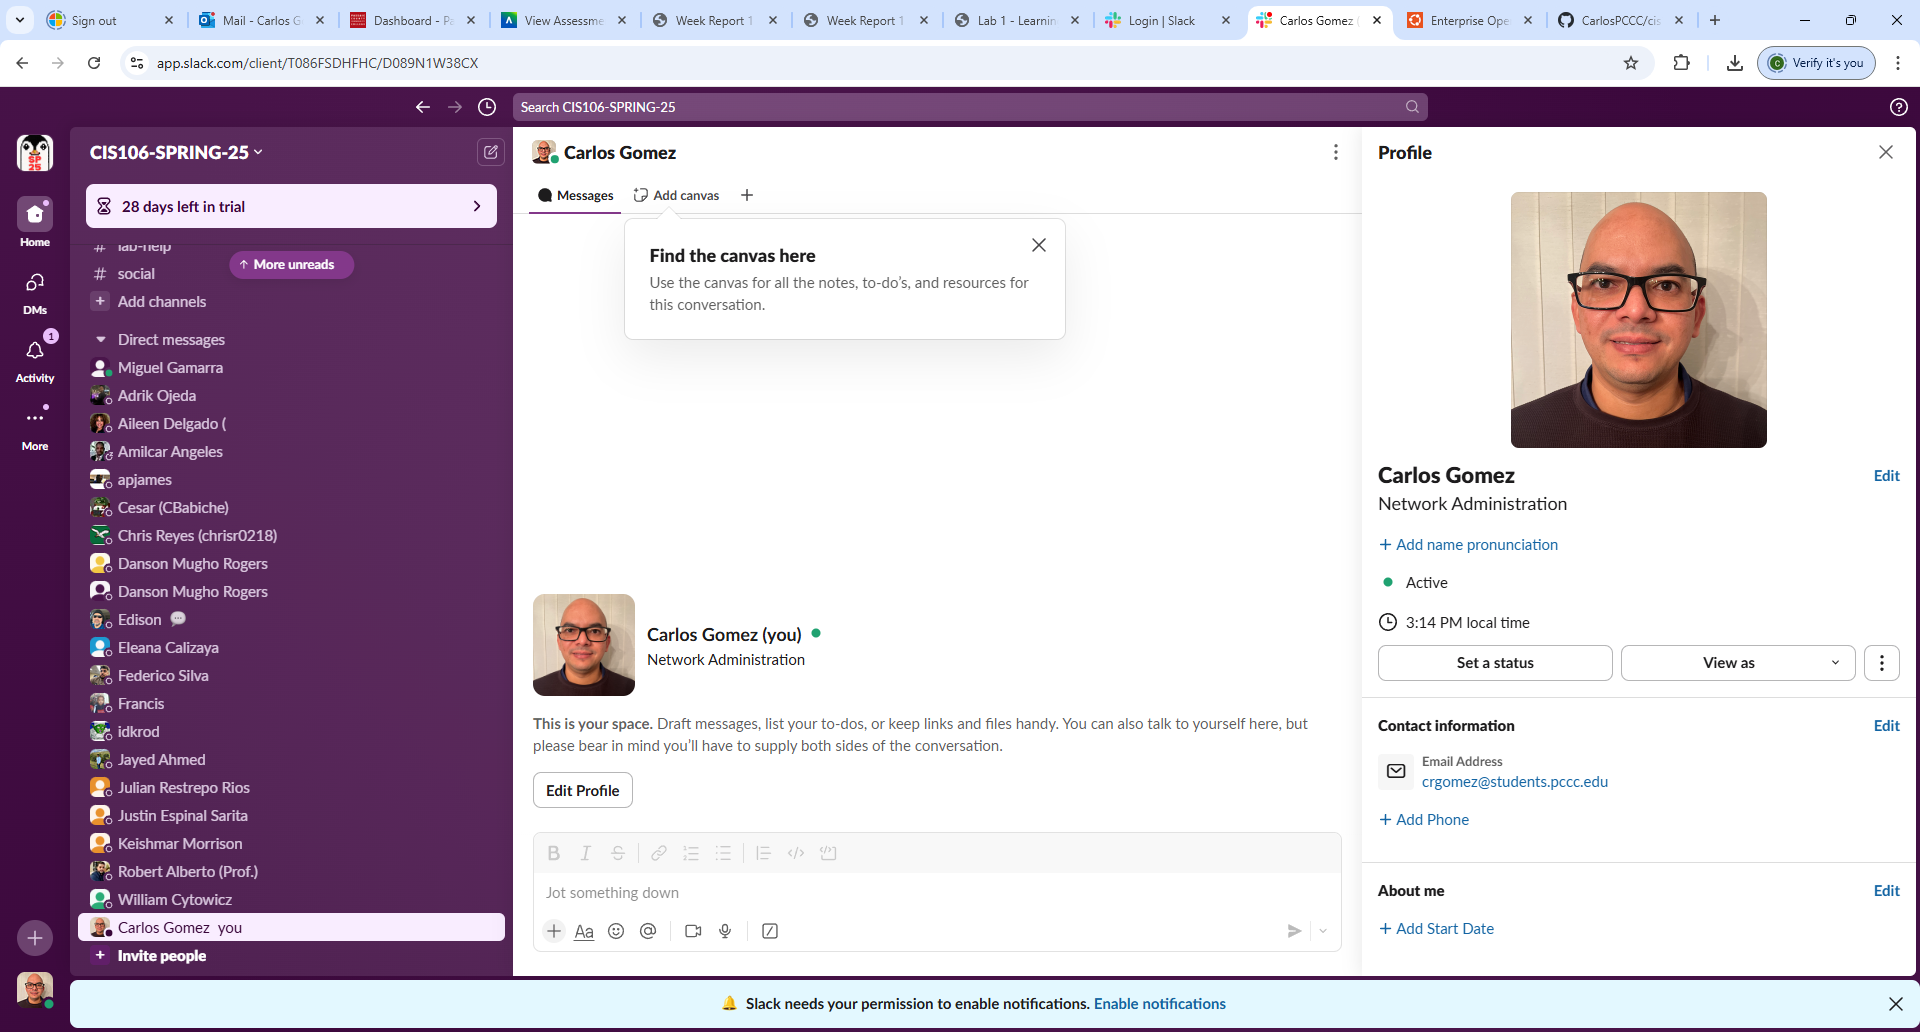 Sign out
Mail - Carlos G
Dashboard - Pa
View Assessme
Week Report 1
Week Report 1
Lab 1 - Learnin
Login | Slack
Carlos Gomez (
Enterprise Ope
CarlosPCCC/cis
app.slack.com/client/T086FSDHFHC/D089N1W38CX
Verify it's you
Search CIS106-SPRING-25
SP
25
Home
DMs
1
Activity
More
CIS106-SPRING-25
28 days left in trial
lab-help
More unreads
social
Add channels
Direct messages
Miguel Gamarra
Adrik Ojeda
Aileen Delgado (
Amilcar Angeles
apjames
Cesar (CBabiche)
Chris Reyes (chrisr0218)
Danson Mugho Rogers
Danson Mugho Rogers
Edison
Eleana Calizaya
Federico Silva
Francis
idkrod
Jayed Ahmed
Julian Restrepo Rios
Justin Espinal Sarita
Keishmar Morrison
Robert Alberto (Prof.)
William Cytowicz
Carlos Gomez you
Invite people
Carlos Gomez
Messages
Add canvas
Find the canvas here
Use the canvas for all the notes, to-do's, and resources for
this conversation.
Carlos Gomez (you)
Network Administration
This is your space. Draft messages, list your to-dos, or keep links and files handy. You can also talk to yourself here, but
please bear in mind you'll have to supply both sides of the conversation.
Edit Profile
Jot something down
Aa
Profile
Carlos Gomez
Edit
Network Administration
+ Add name pronunciation
Active
3:14 PM local time
Set a status
View as
Contact information
Edit
Email Address
crgomez@students.pccc.edu
+ Add Phone
About me
Edit
+ Add Start Date
Slack needs your permission to enable notifications. Enable notifications